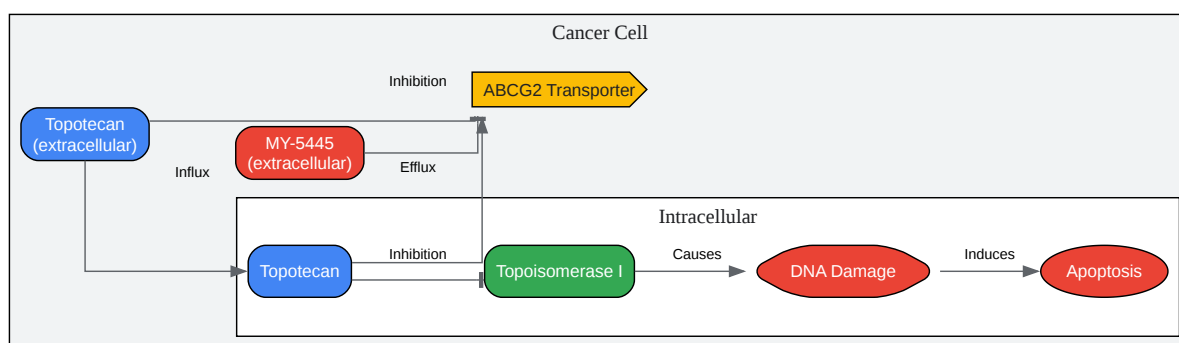 Cancer Cell
Inhibition
ABCG2 Transporter
Topotecan
(extracellular)
MY-5445
(extracellular)
Influx
Efflux
Intracellular
Topotecan
Inhibition
Topoisomerase I
Causes
DNA Damage
Induces
Apoptosis